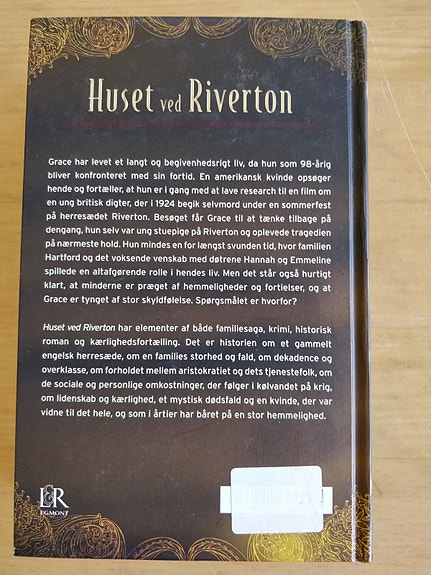 Huset ved Riverton
Grace har levet et langt og begivenhedsrigt liv, da hun som 98-årig
bliver konfronteret med sin fortid. En amerikansk kvinde opsøger
hende og fortæller, at hun er i gang med at lave research til en film om
en ung britisk digter, der i 1924 begik selvmord under en sommerfest
på herresædet Riverton. Besøget får Grace til at tænke tilbage på
dengang, hun selv var ung stuepige på Riverton og oplevede tragedien
på nærmeste hold. Hun mindes en for længst svunden tid, hvor familien
Hartford og det voksende venskab med døtrene Hannah og Emmeline
spillede en altafgørende rolle i hendes liv. Men det står også hurtigt
klart, at minderne er præget af hemmeligheder og fortielser, og at
Grace er tynget af stor skyldfølelse. Spørgsmålet er hvorfor?
Huset ved Riverton har elementer af både familiesaga, krimi, historisk
roman og kærlighedsfortælling. Det er historien om et gammelt
engelsk herresæde, om en families storhed og fald, om dekadence og
overklasse, om forholdet mellem aristokratiet og dets tjenestefolk, om
de sociale og personlige omkostninger, der følger i kølvandet på krig,
om lidenskab og kærlighed, et mystisk dødsfald og en kvinde, der var
vidne til det hele, og som i årtier har båret på en stor hemmelighed.
L&R
EGMONT